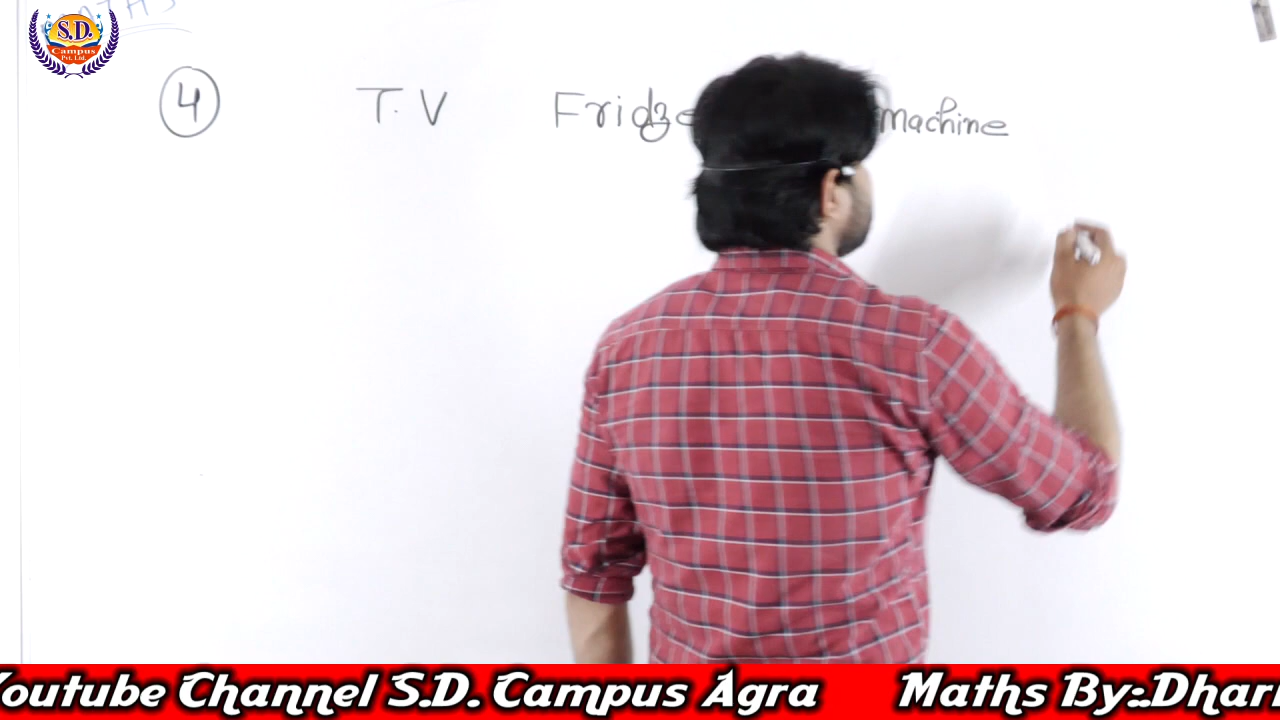 S.D.
Campus
Pvt. Ltd.
4 T.V Fridge Machine
Youtube Channel S.D. Campus Agra Maths By:.Dhar